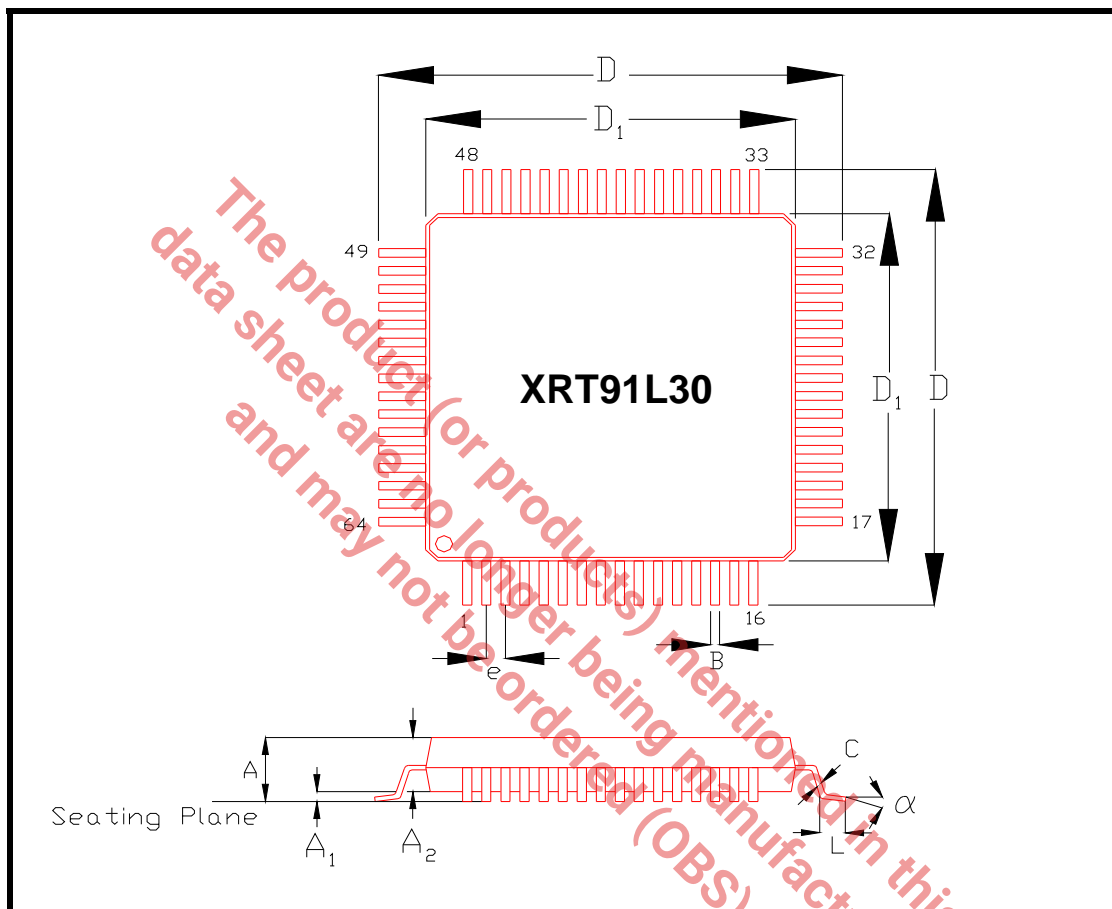 D
D₁
48 33
49 32
XRT91L30
D₁ D
64 17
1 16
e B
A
C
α
Seating Plane
A₁ A₂ L
The product (or products) mentioned in this
data sheet are no longer being manufact
and may not be ordered (OBS)